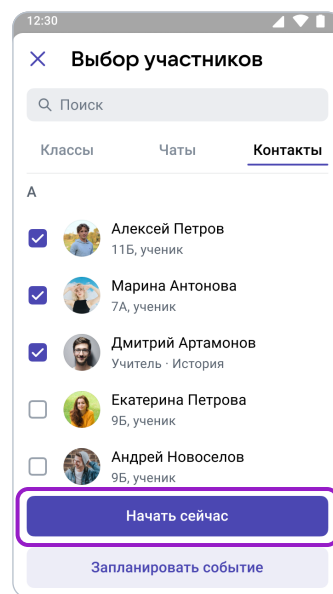 12:30
Выбор участников
Поиск
Классы
Чаты
Контакты
А
Алексей Петров
11Б, ученик
Марина Антонова
7А, ученик
Дмитрий Артамонов
Учитель · История
Екатерина Петрова
9Б, ученик
Андрей Новоселов
9Б, ученик
Начать сейчас
Запланировать событие